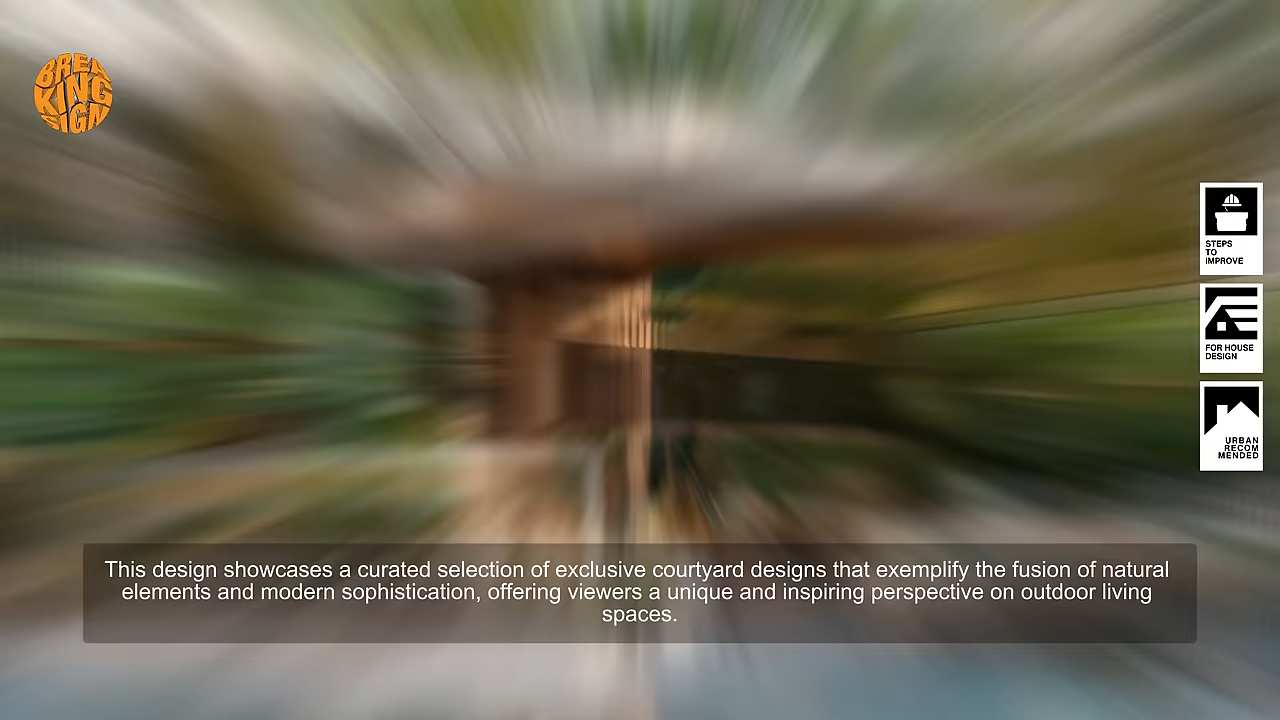 BREA
KING
SIGN
STEPS
TO
IMPROVE
FOR HOUSE
DESIGN
URBAN
RECOM
MENDED
This design showcases a curated selection of exclusive courtyard designs that exemplify the fusion of natural
elements and modern sophistication, offering viewers a unique and inspiring perspective on outdoor living
spaces.